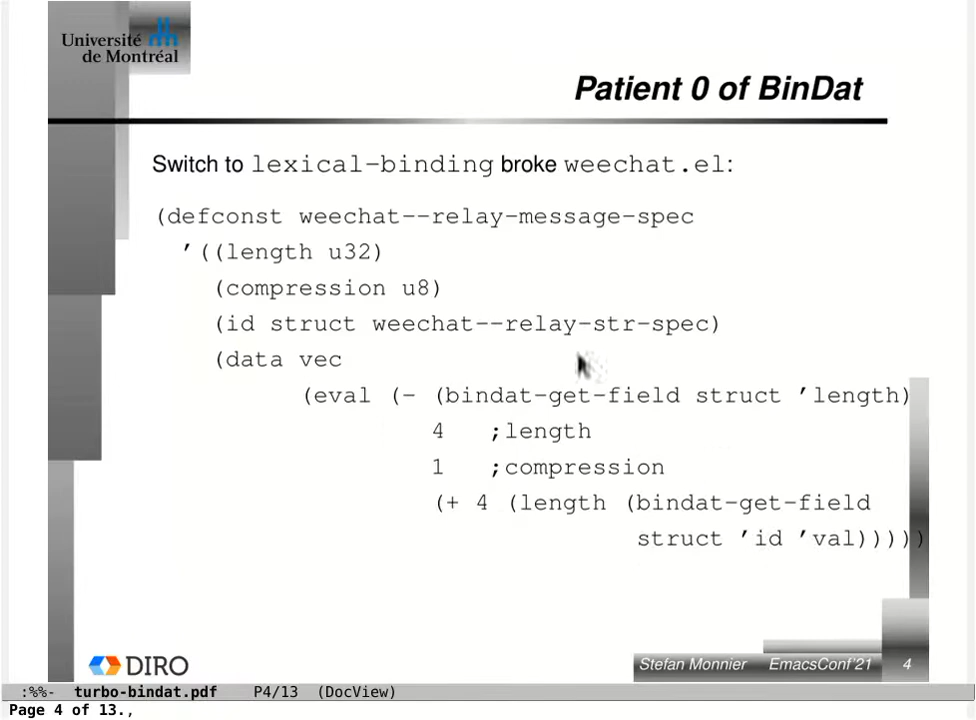 Université
de Montréal
Patient 0 of BinDat
Switch to lexical-binding broke weechat.el:
(defconst weechat--relay-message-spec
'((length u32)
(compression u8)
(id struct weechat--relay-str-spec)
(data vec
(eval (- (bindat-get-field struct 'length)
4 ;length
1 ;compression
(+ 4 (length (bindat-get-field
struct 'id 'val)))))
DIRO
Stefan Monnier EmacsConf'21 4
:%%- turbo-bindat.pdf P4/13 (DocView)
Page 4 of 13.,